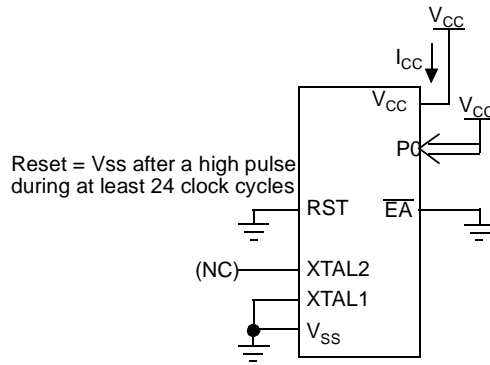 VCC
ICC
VCC
VCC
P0
Reset = Vss after a high pulse
during at least 24 clock cycles
RST
EA
(NC)
XTAL2
XTAL1
VSS